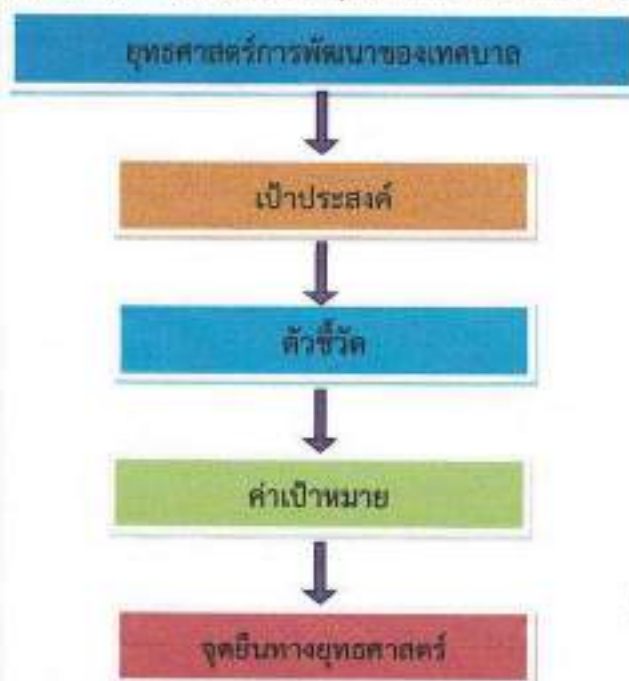 ยุทธศาสตร์การพัฒนาของเทศบาล
เป้าประสงค์
ตัวชี้วัด
ค่าเป้าหมาย
จุดยืนทางยุทธศาสตร์